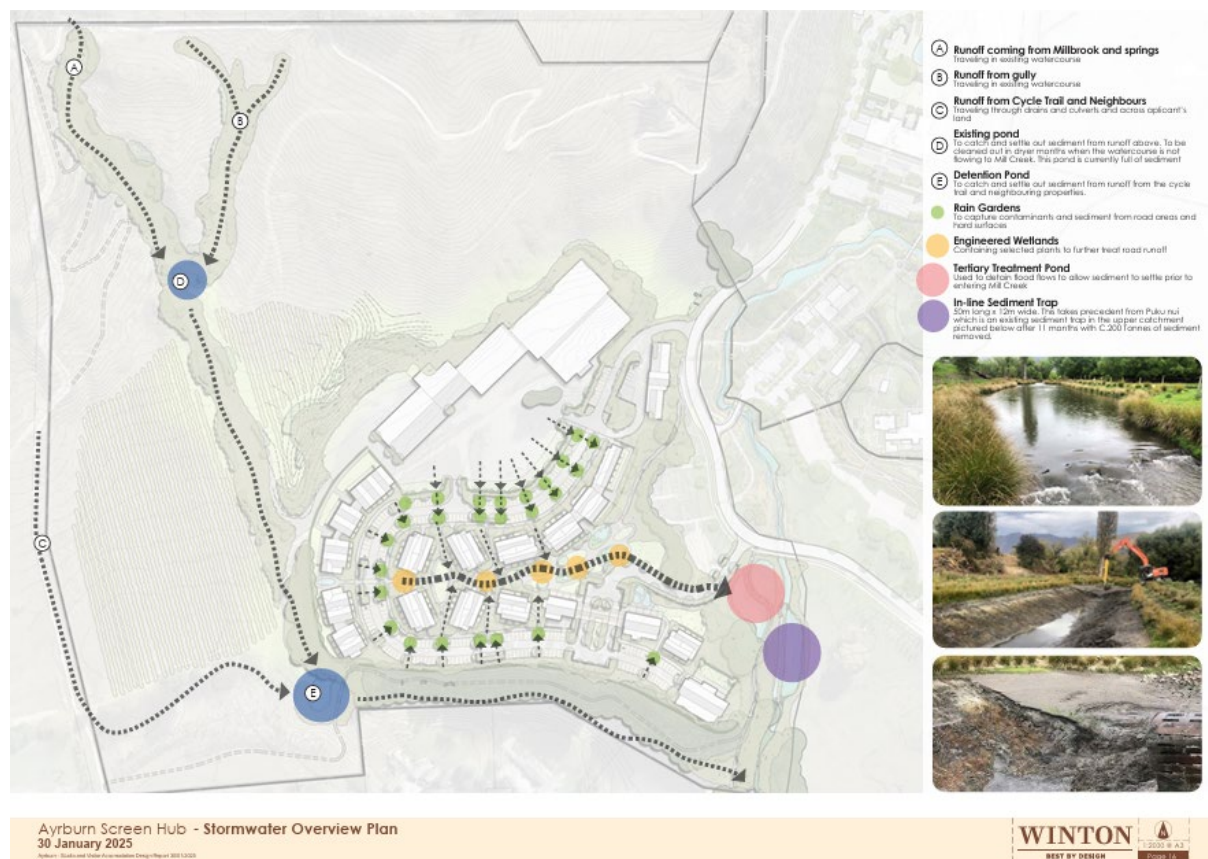 A
Runoff coming from Millbrook and springs
Traveling in existing watercourse
B
Runoff from gully
Traveling in existing watercourse
C
Runoff from Cycle Trail and Neighbours
Traveling through drains and culverts and across aplicant's
land
D
Existing pond
To catch and settle out sediment from runoff above. To be
cleaned out in dryer months when the watercourse is not
flowing to Mill Creek. This pond is currently full of sediment
E
Detention Pond
To catch and settle out sediment from runoff from the cycle
trail and neighbouring properties.
Rain Gardens
To capture contaminants and sediment from road areas and
hard surfaces
Engineered Wetlands
Containing selected plants to further treat road runoff
Tertiary Treatment Pond
Used to detain flood flows to allow sediment to settle prior to
entering Mill Creek
In-line Sediment Trap
50m long x 12m wide. This takes precedent from Puku nui
which is an existing sediment trap in the upper catchment
pictured below after 11 months with C.200 Tonnes of sediment
removed.
A
B
D
C
E
Ayrburn Screen Hub - Stormwater Overview Plan
30 January 2025
WINTON
BEST BY DESIGN
1:2000 @ A3
Page 16